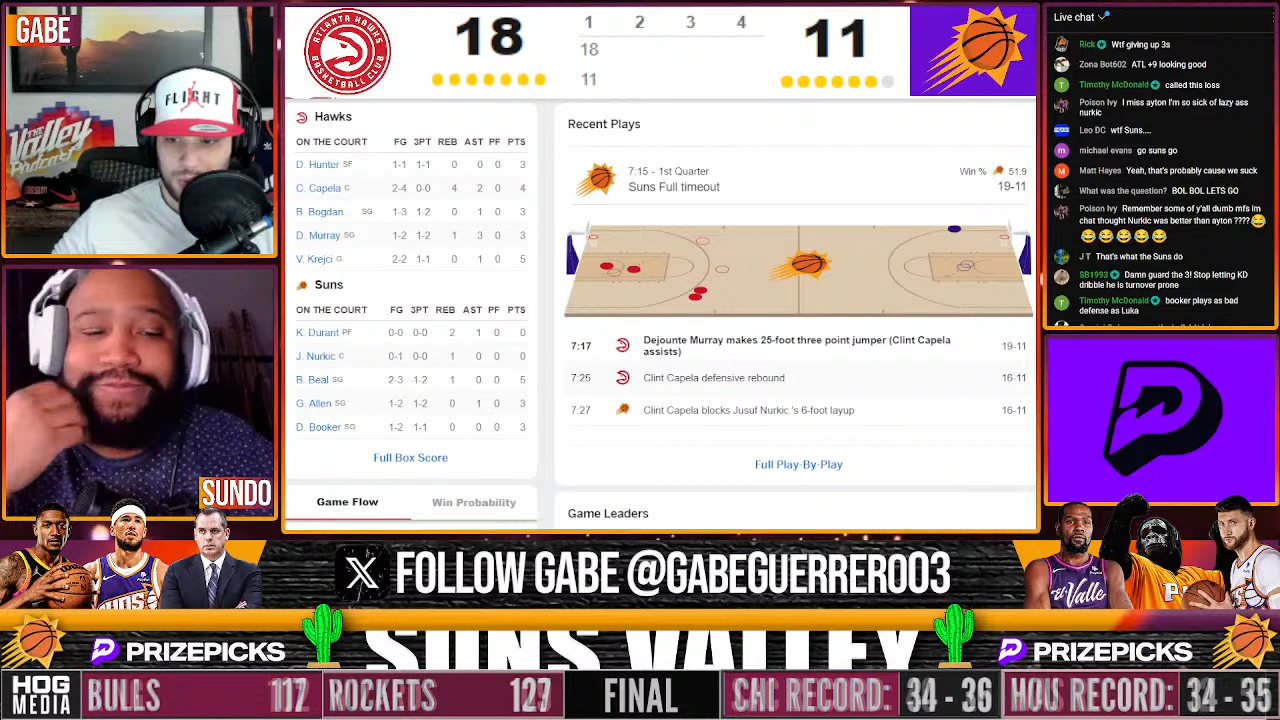 GABE
FLIGHT
THE Valley
Podcast
SUNDO
ATLANTA HAWKS
BASKETBALL CLUB
18
1 2 3 4
18
11
11
Hawks
ON THE COURT FG 3PT REB AST PF PTS
D. Hunter SF 1-1 1-1 0 0 0 3
C. Capela C 2-4 0-0 4 2 0 4
B. Bogdan... SG 1-3 1-2 0 1 0 3
D. Murray SG 1-2 1-2 1 3 0 3
V. Krejci G 2-2 1-1 0 1 0 5
Suns
ON THE COURT FG 3PT REB AST PF PTS
K. Durant PF 0-0 0-0 2 1 0 0
J. Nurkic C 0-1 0-0 1 0 0 0
B. Beal SG 2-3 1-2 1 0 0 5
G. Allen SG 1-2 1-2 0 1 0 3
D. Booker SG 1-2 1-1 0 0 0 3
Full Box Score
Game Flow Win Probability
Recent Plays
7:15 - 1st Quarter
Suns Full timeout
Win % 51.9
19-11
7:17 Dejounte Murray makes 25-foot three point jumper (Clint Capela assists) 19-11
7:25 Clint Capela defensive rebound 16-11
7:27 Clint Capela blocks Jusuf Nurkic 's 6-foot layup 16-11
Full Play-By-Play
Game Leaders
Live chat
Rick Wtf giving up 3s
Zona Bot602 ATL +9 looking good
Timothy McDonald called this loss
Poison Ivy I miss ayton I'm so sick of lazy ass
nurkic
Leo DC wtf Suns....
michael evans go suns go
Matt Hayes Yeah, that's probably cause we suck
What was the question? BOL BOL LETS GO
Poison Ivy Remember some of y'all dumb mfs im
chat thought Nurkic was better than ayton ???? 😂
😂😂😂😂😂
J T That's what the Suns do
SB1993 Damn guard the 3! Stop letting KD
dribble he is turnover prone
Timothy McDonald booker plays as bad
defense as Luka
FOLLOW GABE @GABEGUERRERO03
SUNS
El Valle
PRIZEPICKS
SUNS VALLEY
PRIZEPICKS
HOG
MEDIA
BULLS 117 ROCKETS 127 FINAL CHI RECORD: 34 - 36 HOU RECORD: 34 - 35